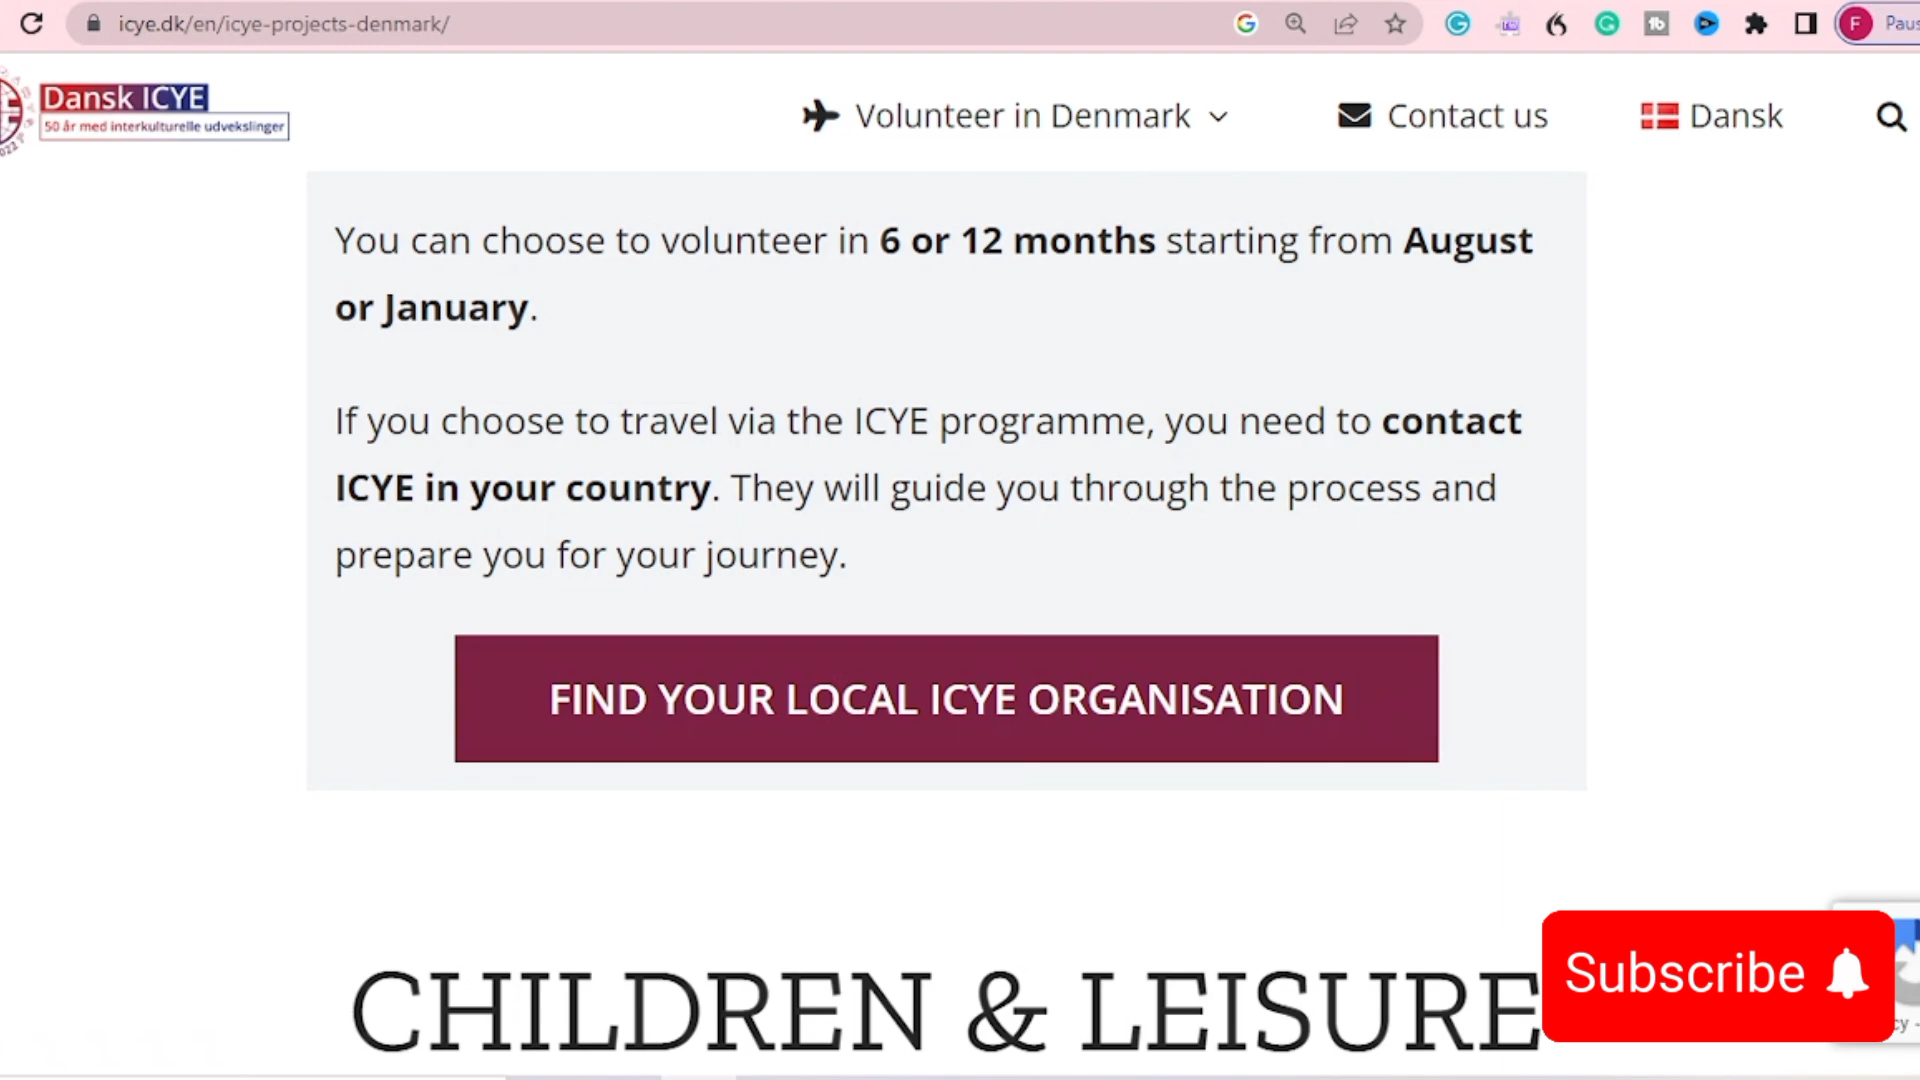 icye.dk/en/icye-projects-denmark/
F Paus
Dansk ICYE
50 år med interkulturelle udvekslinger
Volunteer in Denmark
Contact us
Dansk
You can choose to volunteer in 6 or 12 months starting from August
or January.
If you choose to travel via the ICYE programme, you need to contact
ICYE in your country. They will guide you through the process and
prepare you for your journey.
FIND YOUR LOCAL ICYE ORGANISATION
CHILDREN & LEISURE
Subscribe